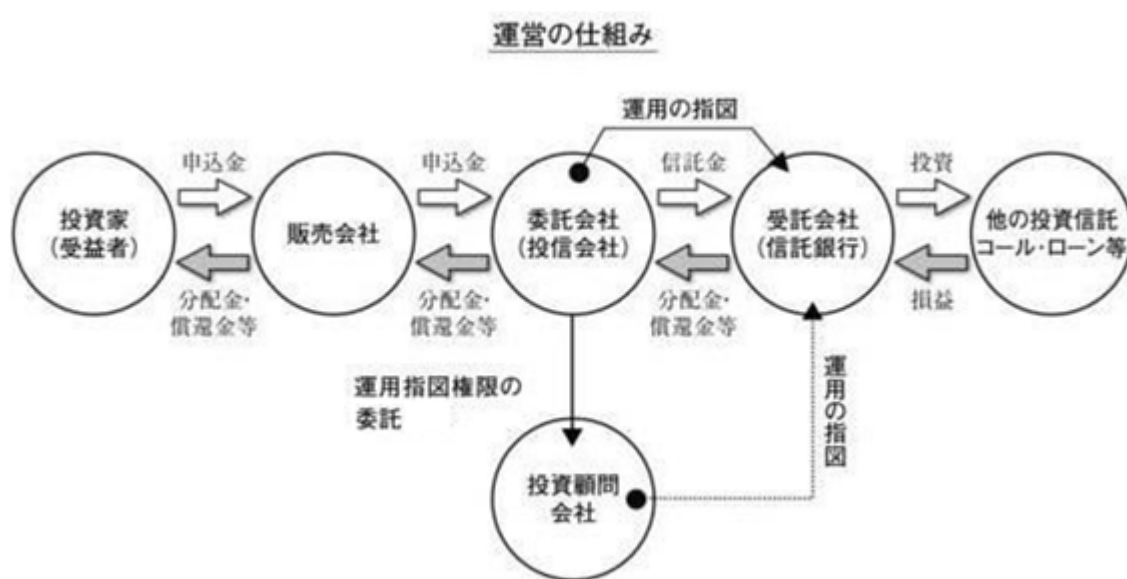 運営の仕組み
運用の指図
申込金
申込金
信託金
投資
投資家
(受益者)
販売会社
委託会社
(投信会社)
受託会社
(信託銀行)
他の投資信託
コール・ローン等
分配金・
償還金等
分配金・
償還金等
分配金・
償還金等
損益
運用指図権限の
委託
運用の指図
投資顧問
会社